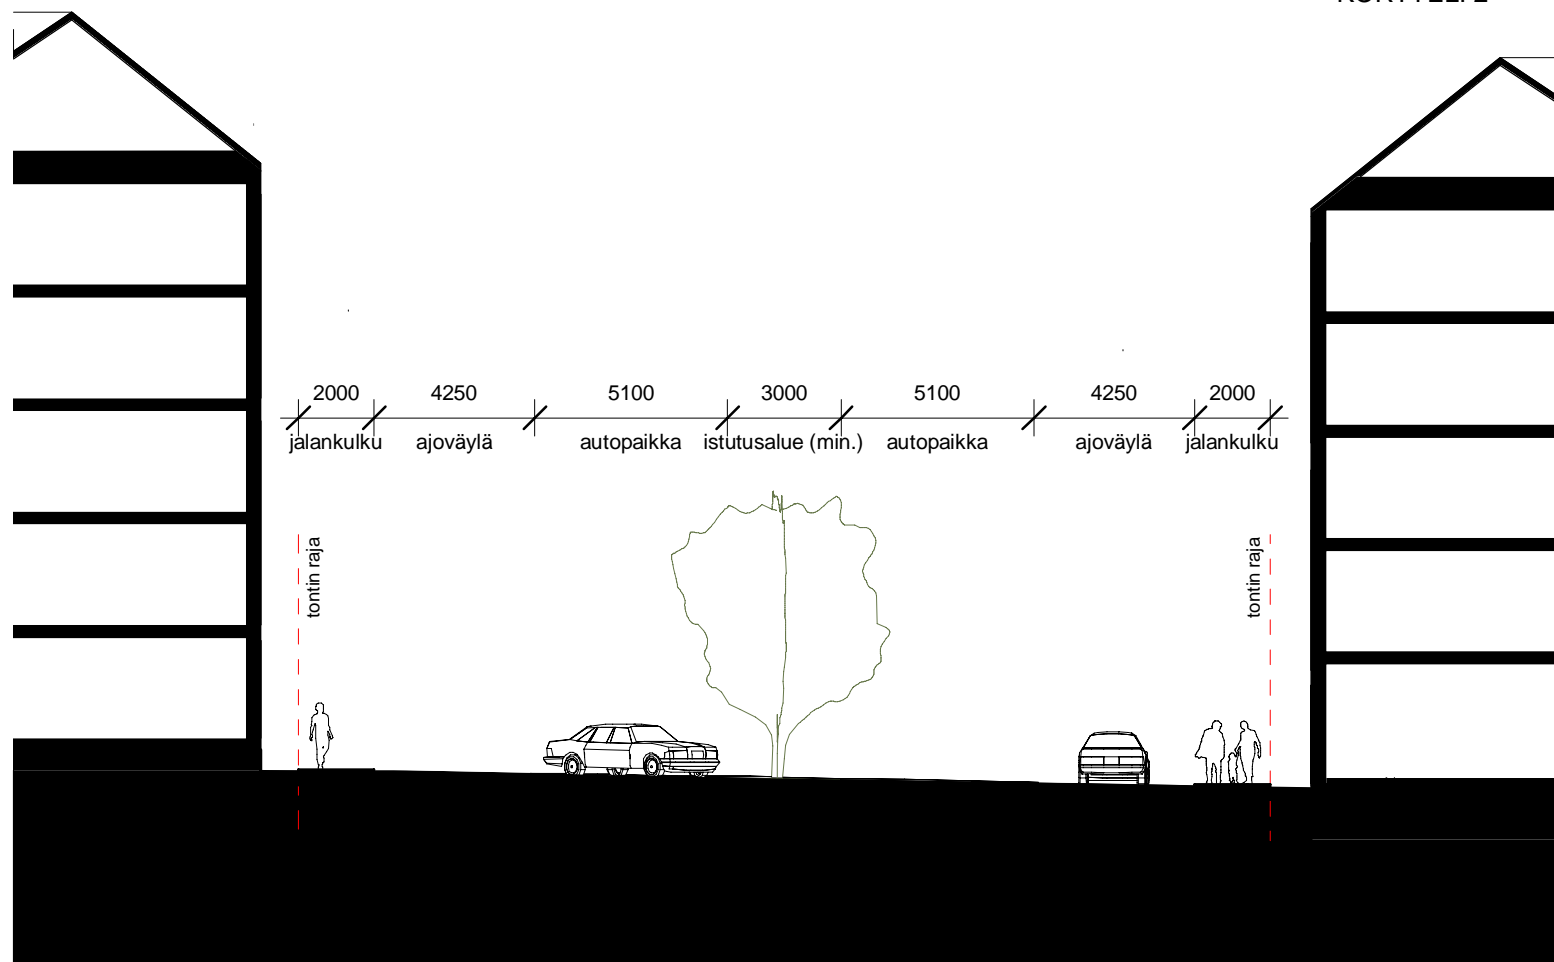 2000 4250 5100 3000 5100 4250 2000
jalankulku ajoväylä autopaikka istutusalue (min.) autopaikka ajoväylä jalankulku
tontin raja
tontin raja